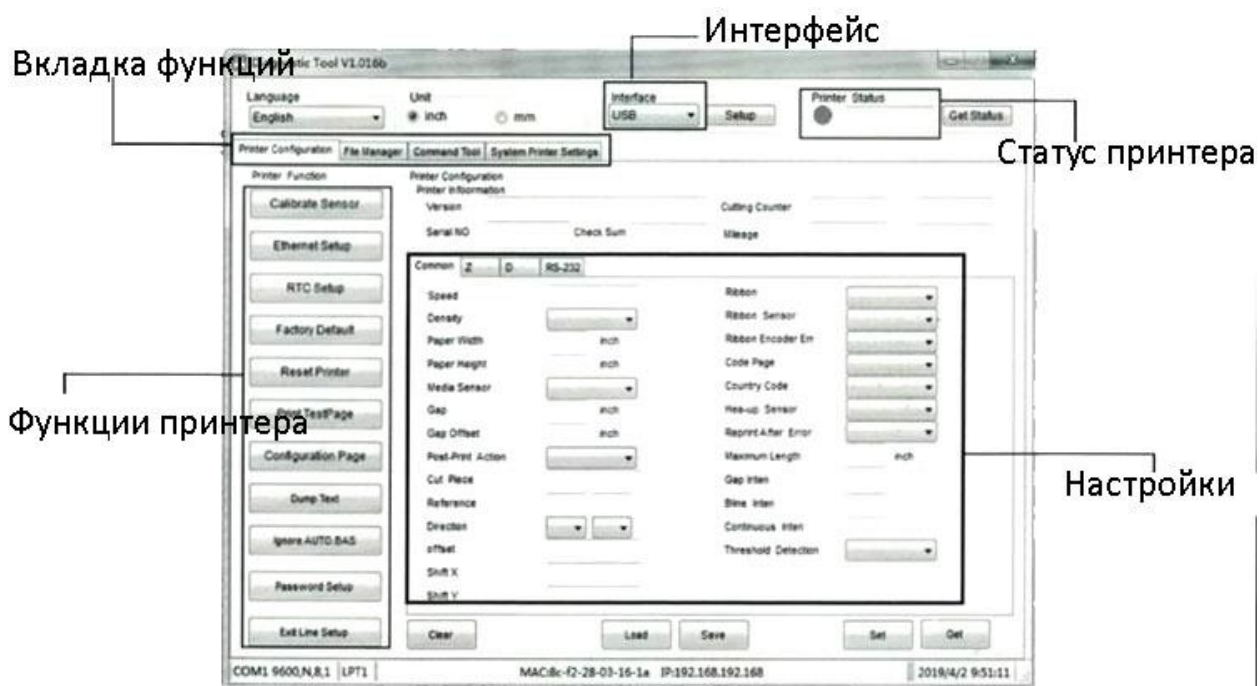 Интерфейс
Вкладка функций
Diagnostic Tool V1.016b
Language Unit Interface Printer Status
English inch mm USB Setup Get Status
Статус принтера
Printer Configuration File Manager Command Tool System Printer Settings
Printer Function Printer Configuration
Printer Infoormation
Calibrate Sensor Version Cutting Counter
Serial NO Check Sum Mileage
Ethernet Setup
Common Z D RS-232
RTC Setup
Speed Ribbon
Density Ribbon Sensor
Factory Default
Paper Width inch Ribbon Encoder Err
Paper Height inch Code Page
Reset Printer
Media Sensor Country Code
Gap inch Hea-up Sensor
Print TestPage
Функции принтера
Gap Offset inch Reprint After Error
Configuration Page
Post-Print Action Maximum Length inch
Cut Piece Gap Inten
Настройки
Dump Text
Reference Bline Inten
Direction Continuous Inten
Ignore AUTO.BAS
offset Threshold Detection
Shift X
Password Setup
Shift Y
Exit Line Setup Clear Load Save Set Get
COM1 9600,N,8,1 LPT1 MAC:8c-f2-28-03-16-1a IP:192.168.192.168 2019/4/2 9:51:11